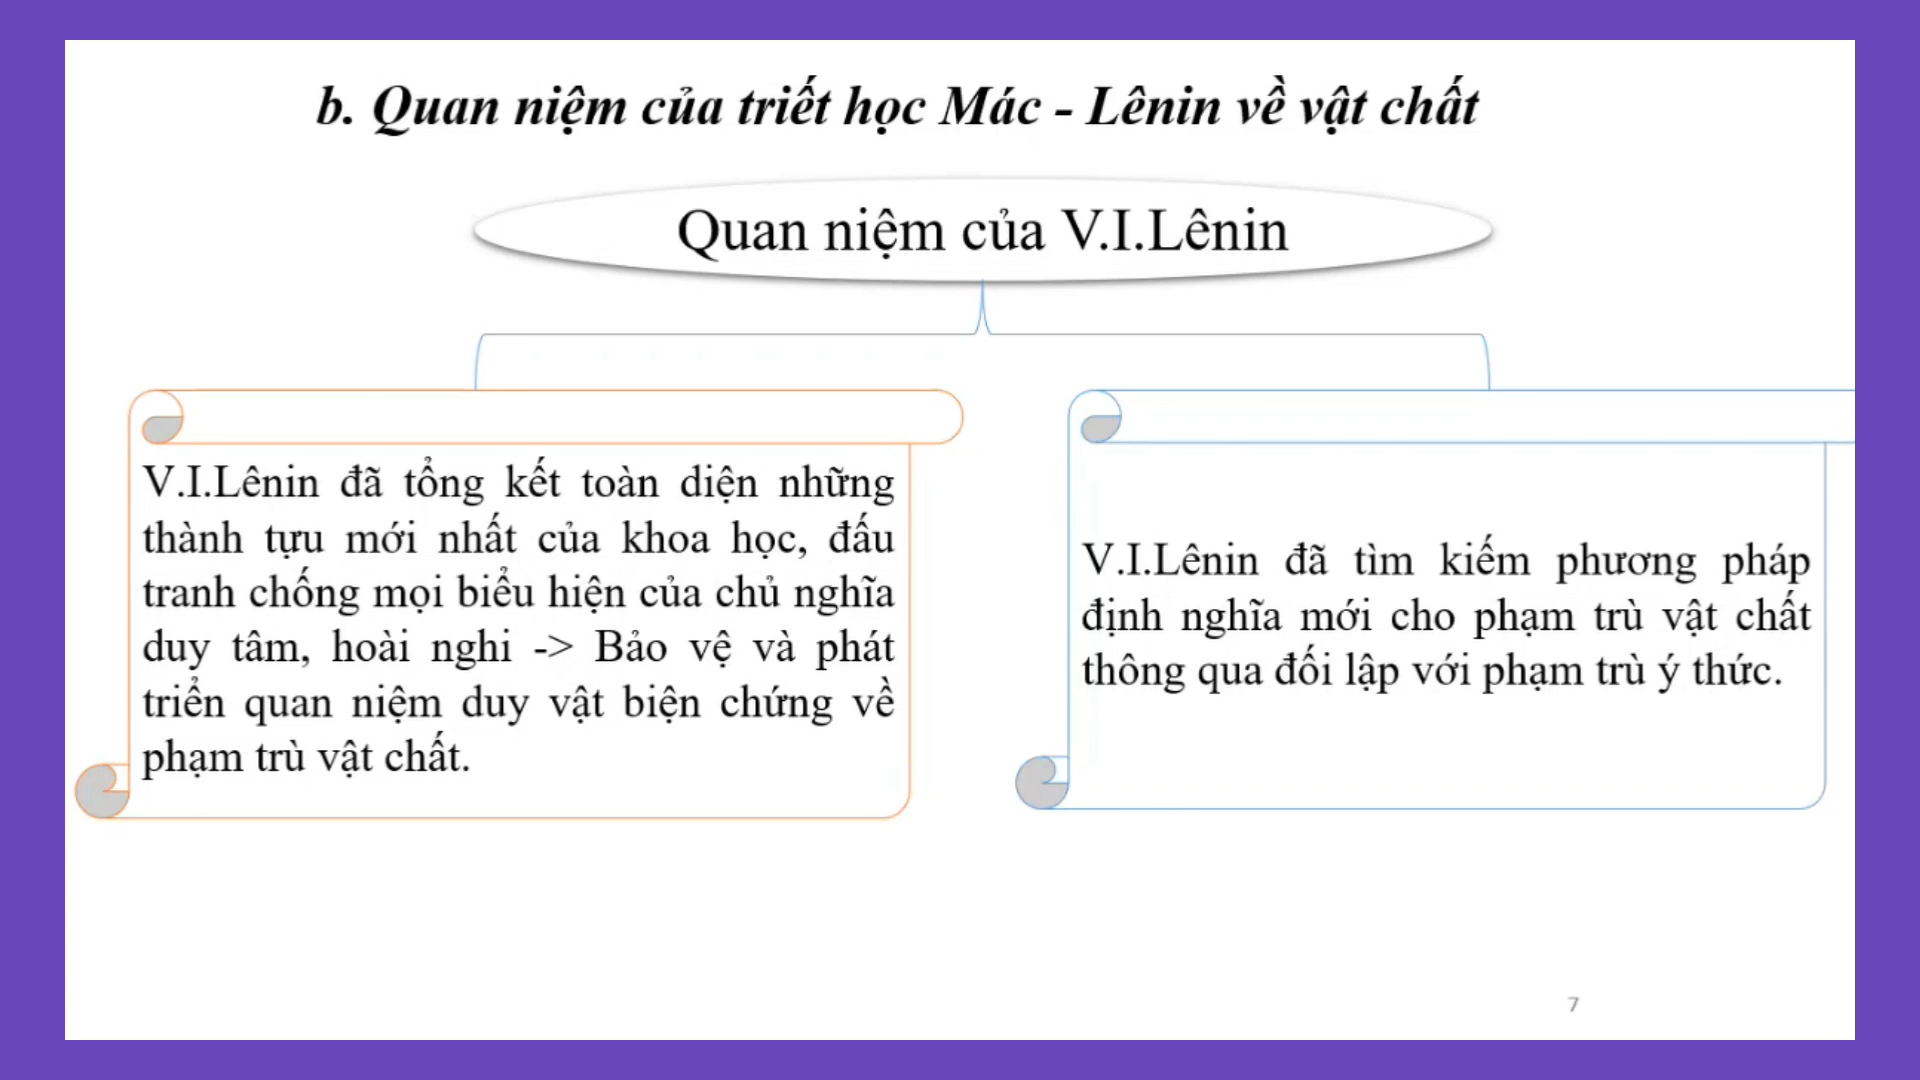 b. Quan niệm của triết học Mác - Lênin về vật chất
Quan niệm của V.I.Lênin
V.I.Lênin đã tổng kết toàn diện những
thành tựu mới nhất của khoa học, đấu
tranh chống mọi biểu hiện của chủ nghĩa
duy tâm, hoài nghi -> Bảo vệ và phát
triển quan niệm duy vật biện chứng về
phạm trù vật chất.
V.I.Lênin đã tìm kiếm phương pháp
định nghĩa mới cho phạm trù vật chất
thông qua đối lập với phạm trù ý thức.
7